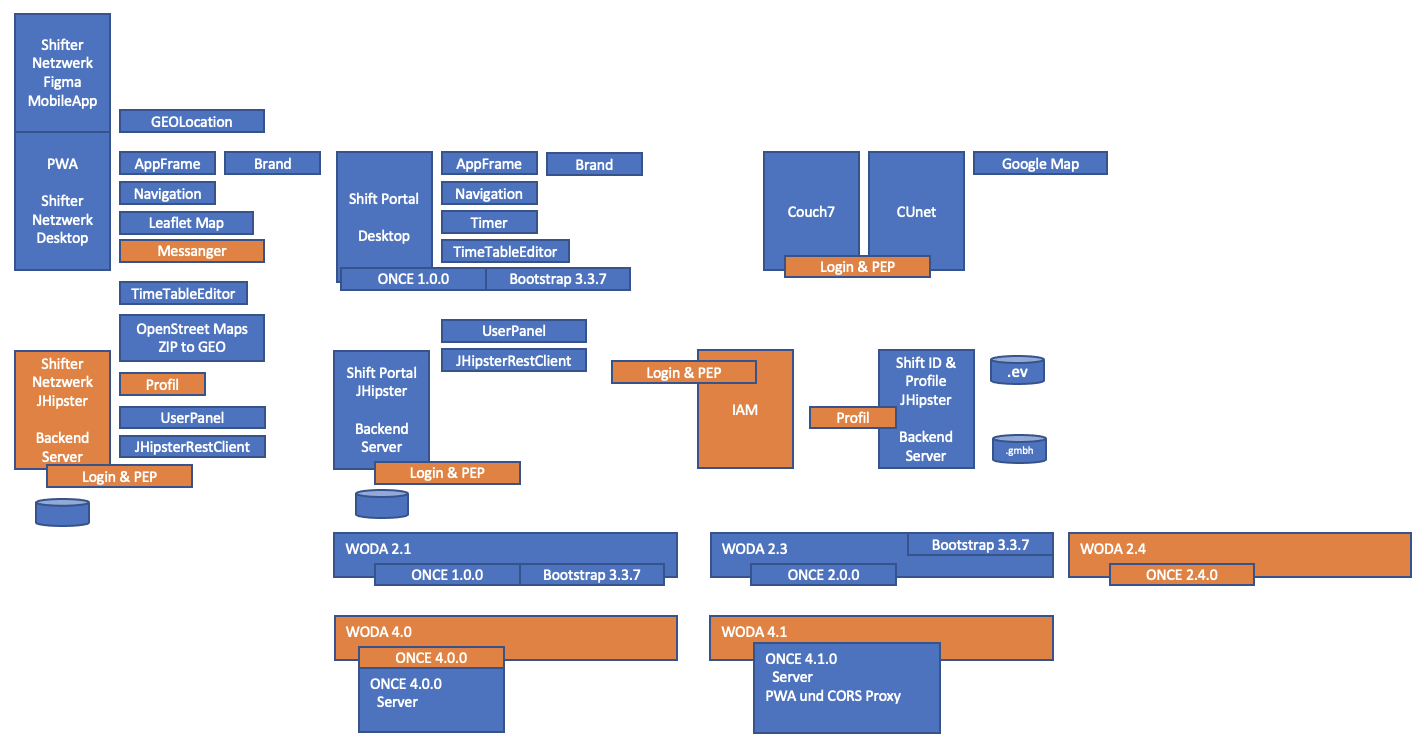 Shifter
Netzwerk
Figma
MobileApp
GEOLocation
PWA
Shifter
Netzwerk
Desktop
AppFrame
Brand
Navigation
Leaflet Map
Messanger
TimeTableEditor
OpenStreet Maps
ZIP to GEO
Shifter
Netzwerk
JHipster
Backend
Server
Profil
UserPanel
JHipsterRestClient
Login & PEP
Shift Portal
Desktop
AppFrame
Brand
Navigation
Timer
TimeTableEditor
ONCE 1.0.0
Bootstrap 3.3.7
UserPanel
JHipsterRestClient
Shift Portal
JHipster
Backend
Server
Login & PEP
Couch7
CUnet
Google Map
Login & PEP
Login & PEP
IAM
Shift ID &
Profile
JHipster
Backend
Server
Profil
.ev
.gmbh
WODA 2.1
ONCE 1.0.0
Bootstrap 3.3.7
WODA 2.3
Bootstrap 3.3.7
ONCE 2.0.0
WODA 2.4
ONCE 2.4.0
WODA 4.0
ONCE 4.0.0
ONCE 4.0.0
Server
WODA 4.1
ONCE 4.1.0
Server
PWA und CORS Proxy